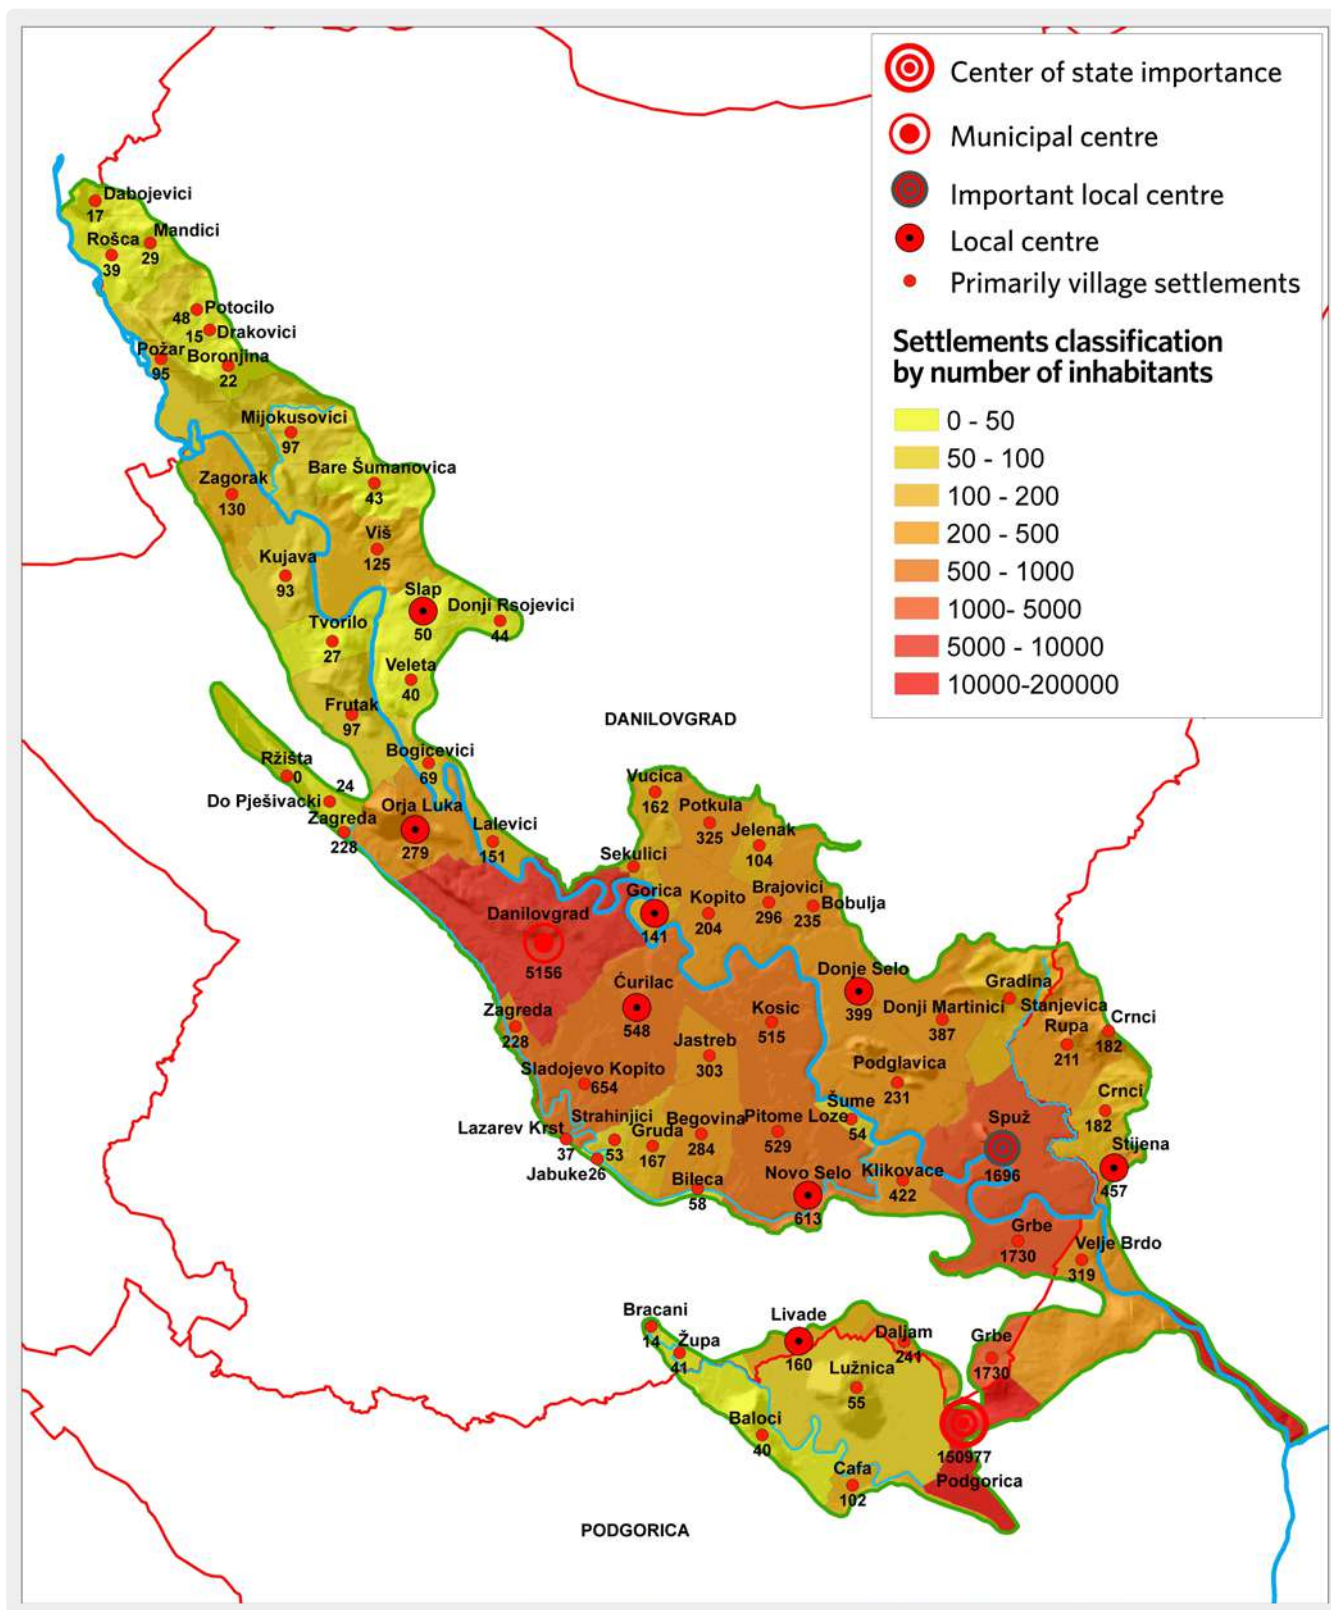 Center of state importance
Municipal centre
Important local centre
Local centre
Primarily village settlements
Settlements classification
by number of inhabitants
0 - 50
50 - 100
100 - 200
200 - 500
500 - 1000
1000- 5000
5000 - 10000
10000-200000
Dabojevici
17
Mandici
29
Rošca
39
Potocilo
48
Drakovici
15
Požar
95
Boronjina
22
Mijokusovici
97
Bare Šumanovica
43
Zagorak
130
Viš
125
Kujava
93
Slap
50
Donji Rsojevici
44
Tvorilo
27
Veleta
40
Frutak
97
DANILOVGRAD
Bogicevici
69
Ržišta
0
24
Do Pješivacki
Zagreda
228
Orja Luka
279
Lalevici
151
Vucica
162
Potkula
325
Jelenak
104
Sekulici
Gorica
141
Kopito
204
Brajovici
296
Bobulja
235
Danilovgrad
5156
Ćurilac
548
Donje Selo
399
Kosic
515
Donji Martinici
387
Gradina
Stanjevica
Rupa
211
Crnci
182
Zagreda
228
Jastreb
303
Sladojevo Kopito
654
Podglavica
231
Crnci
182
Šume
54
Spuž
1696
Strahinjici
53
Lazarev Krst
37
Gruda
167
Begovina
284
Pitome Loze
529
Jabuke
26
Bileca
58
Novo Selo
613
Klikovace
422
Stijena
457
Grbe
1730
Velje Brdo
319
Bracani
14
Župa
41
Livade
160
Daljam
241
Grbe
1730
Lužnica
55
Baloci
40
Cafa
102
150977
Podgorica
PODGORICA